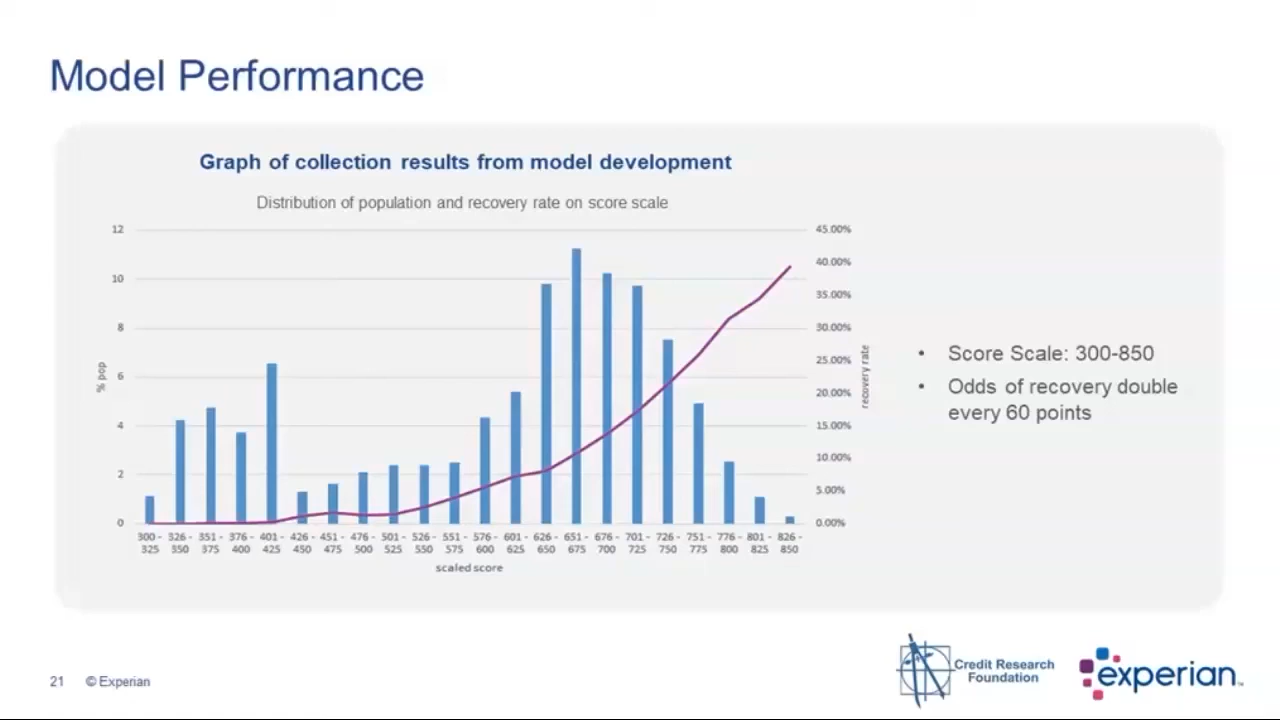 Model Performance
Graph of collection results from model development
Distribution of population and recovery rate on score scale
12
10
8
6
4
2
0
% pop
45.00%
40.00%
35.00%
30.00%
25.00%
20.00%
15.00%
10.00%
5.00%
0.00%
recovery rate
300 - 326 - 351 - 376 - 401 - 426 - 451 - 476 - 501 - 526 - 551 - 576 - 601 - 626 - 651 - 676 - 701 - 726 - 751 - 776 - 801 - 826 -
325 350 375 400 425 450 475 500 525 550 575 600 625 650 675 700 725 750 775 800 825 850
scaled score
• Score Scale: 300-850
• Odds of recovery double
every 60 points
21 © Experian
Credit Research
Foundation
experian™